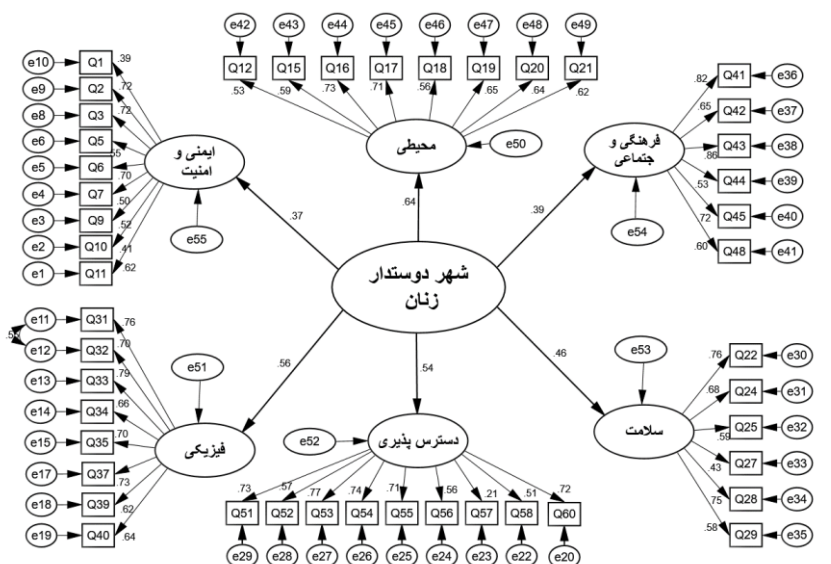 e42 e43 e44 e45 e46 e47 e48 e49
Q12 Q15 Q16 Q17 Q18 Q19 Q20 Q21
.53 .59 .73 .71 .56 .65 .64 .62
محیطی
e50
.64
e10 Q1 .39
e9 Q2 .72
e8 Q3 .72
e6 Q5 .55
e5 Q6 .70
e4 Q7 .50
e3 Q9 .52
e2 Q10 .41
e1 Q11 .62
ایمنی و
امنیت
e55
.37
.82 Q41 e36
.65 Q42 e37
.86 Q43 e38
.53 Q44 e39
.72 Q45 e40
.60 Q48 e41
فرهنگی و
جتماعی
e54
.39
شهر دوستدار
زنان
e11 Q31 .76
e12 Q32 .70
e13 Q33 .79
e14 Q34 .66
e15 Q35 .70
e17 Q37 .73
e18 Q39 .62
e19 Q40 .64
فیزیکی
e51
.56
.54
e52
دسترس پذیری
.73 .57 .77 .74 .71 .56 .21 .51 .72
Q51 Q52 Q53 Q54 Q55 Q56 Q57 Q58 Q60
e29 e28 e27 e26 e25 e24 e23 e22 e20
.46
e53
سلامت
.76 Q22 e30
.68 Q24 e31
.59 Q25 e32
.43 Q27 e33
.75 Q28 e34
.58 Q29 e35